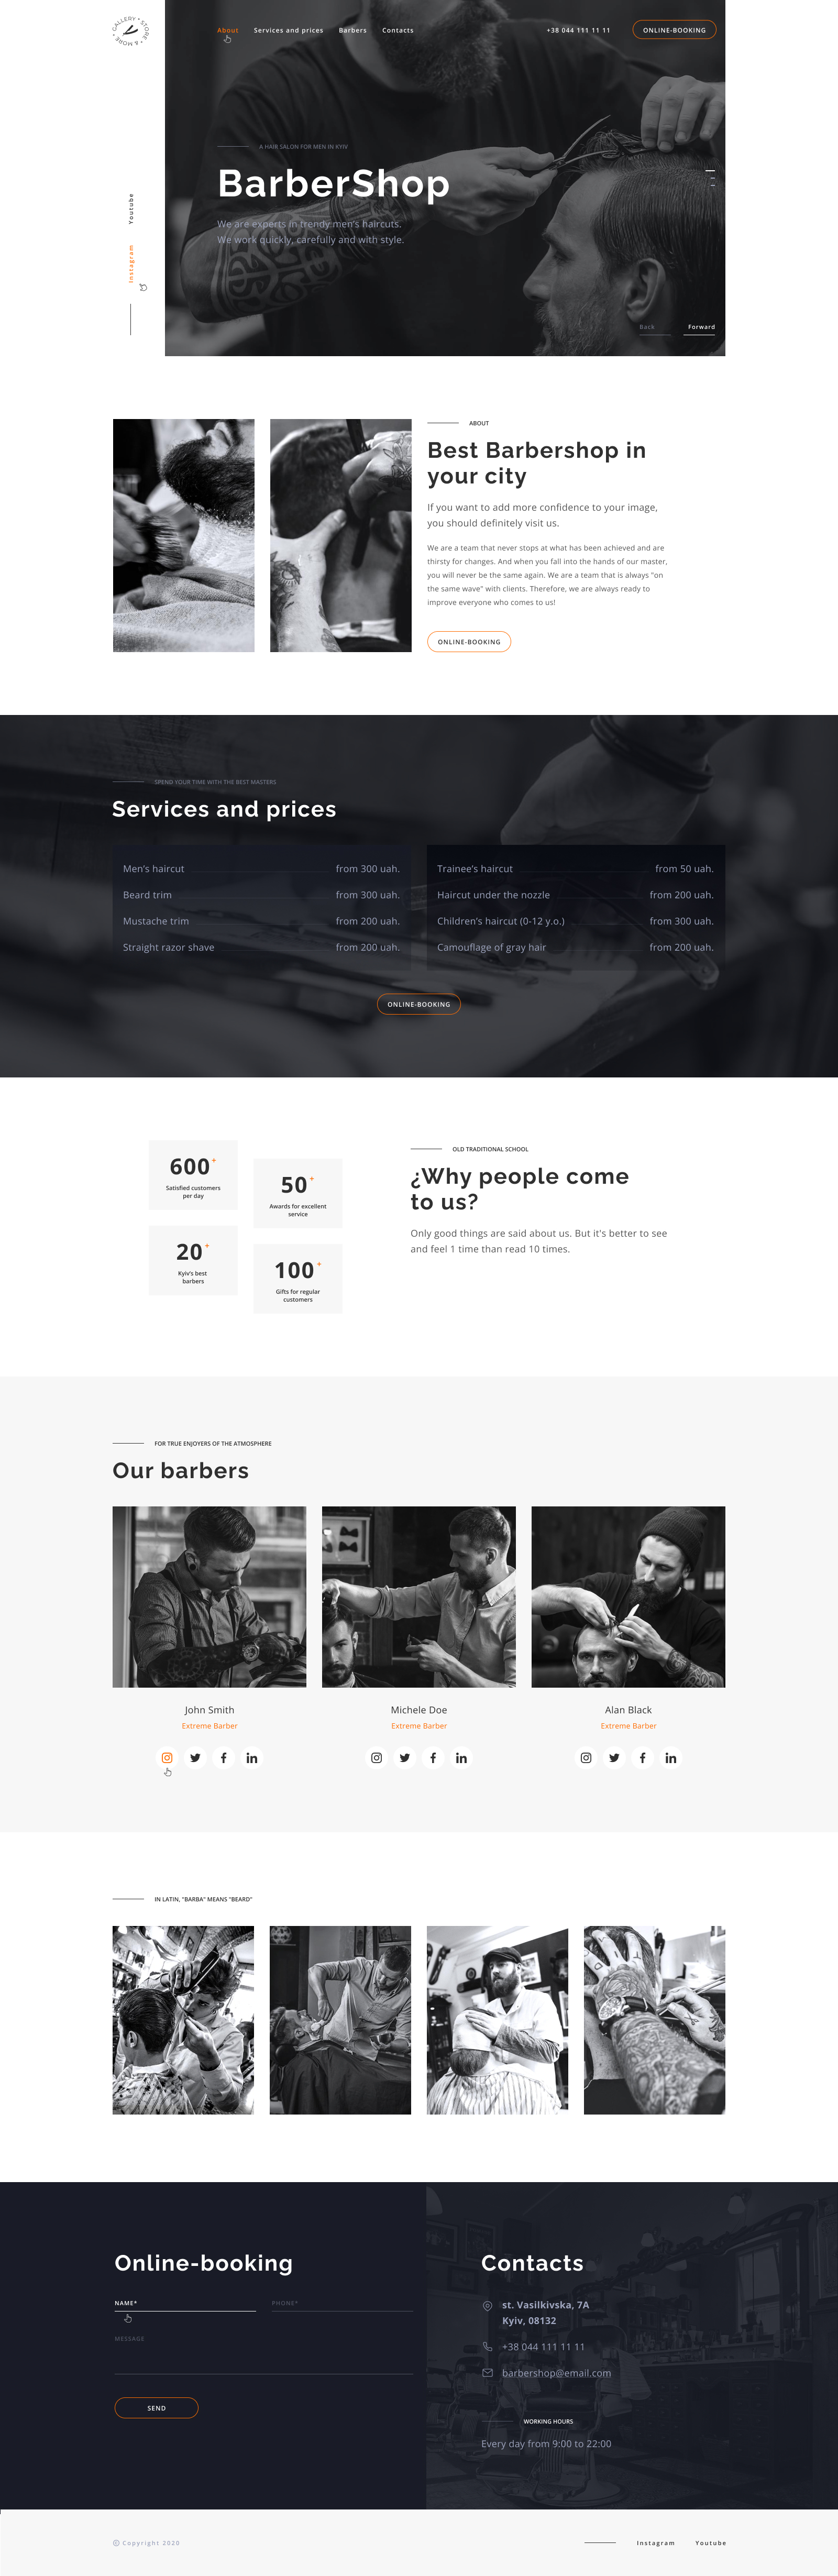 GALLERY • STORE • & MORE •
About
Services and prices
Barbers
Contacts
+38 044 111 11 11
ONLINE-BOOKING
Youtube
Instagram
A HAIR SALON FOR MEN IN KYIV
BarberShop
We are experts in trendy men’s haircuts.
We work quickly, carefully and with style.
Back
Forward
ABOUT
Best Barbershop in
your city
If you want to add more confidence to your image,
you should definitely visit us.
We are a team that never stops at what has been achieved and are
thirsty for changes. And when you fall into the hands of our master,
you will never be the same again. We are a team that is always "on
the same wave" with clients. Therefore, we are always ready to
improve everyone who comes to us!
ONLINE-BOOKING
SPEND YOUR TIME WITH THE BEST MASTERS
Services and prices
Men’s haircut from 300 uah.
Beard trim from 300 uah.
Mustache trim from 200 uah.
Straight razor shave from 200 uah.
Trainee’s haircut from 50 uah.
Haircut under the nozzle from 200 uah.
Children’s haircut (0-12 y.o.) from 300 uah.
Camouflage of gray hair from 200 uah.
ONLINE-BOOKING
600+
Satisfied customers
per day
50+
Awards for excellent
service
20+
Kyiv’s best
barbers
100+
Gifts for regular
customers
OLD TRADITIONAL SCHOOL
¿Why people come
to us?
Only good things are said about us. But it's better to see
and feel 1 time than read 10 times.
FOR TRUE ENJOYERS OF THE ATMOSPHERE
Our barbers
John Smith
Extreme Barber
Michele Doe
Extreme Barber
Alan Black
Extreme Barber
IN LATIN, "BARBA" MEANS "BEARD"
Online-booking
NAME*
PHONE*
MESSAGE
SEND
Contacts
st. Vasilkivska, 7A
Kyiv, 08132
+38 044 111 11 11
barbershop@email.com
WORKING HOURS
Every day from 9:00 to 22:00
© Copyright 2020
Instagram
Youtube